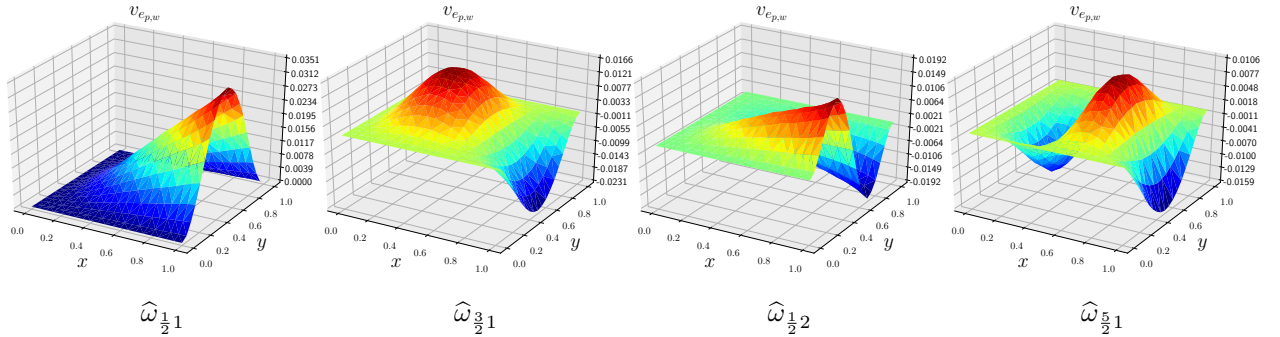 v_{e_{p,w}}
0.0351
0.0312
0.0273
0.0234
0.0195
0.0156
0.0117
0.0078
0.0039
0.0000
0.0 0.2 0.4 0.6 0.8 1.0
x
0.0 0.2 0.4 0.6 0.8 1.0
y
\widehat{ω}_{\frac{1}{2}1}
v_{e_{p,w}}
0.0166
0.0121
0.0077
0.0033
-0.0011
-0.0055
-0.0099
-0.0143
-0.0187
-0.0231
0.0 0.2 0.4 0.6 0.8 1.0
x
0.0 0.2 0.4 0.6 0.8 1.0
y
\widehat{ω}_{\frac{3}{2}1}
v_{e_{p,w}}
0.0192
0.0149
0.0106
0.0064
0.0021
-0.0021
-0.0064
-0.0106
-0.0149
-0.0192
0.0 0.2 0.4 0.6 0.8 1.0
x
0.0 0.2 0.4 0.6 0.8 1.0
y
\widehat{ω}_{\frac{1}{2}2}
v_{e_{p,w}}
0.0106
0.0077
0.0048
0.0018
-0.0011
-0.0041
-0.0070
-0.0100
-0.0129
-0.0159
0.0 0.2 0.4 0.6 0.8 1.0
x
0.0 0.2 0.4 0.6 0.8 1.0
y
\widehat{ω}_{\frac{5}{2}1}